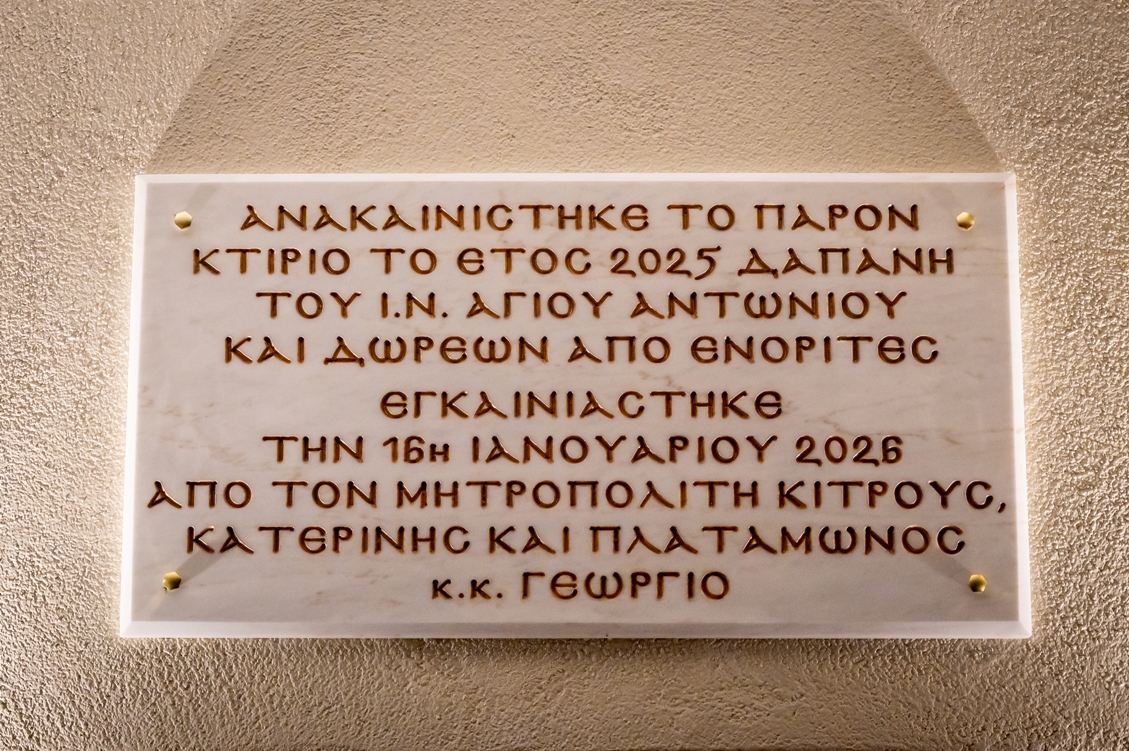 ΑΝΑΚΑΙΝΙΣΤΗΚΕ ΤΟ ΠΑΡΟΝ
ΚΤΙΡΙΟ ΤΟ ΕΤΟΣ 2025 ΔΑΠΑΝΗ
ΤΟΥ Ι.Ν. ΑΓΙΟΥ ΑΝΤΩΝΙΟΥ
ΚΑΙ ΔΩΡΕΩΝ ΑΠΟ ΕΝΟΡΙΤΕΣ
ΕΓΚΑΙΝΙΑΣΤΗΚΕ
ΤΗΝ 16η ΙΑΝΟΥΑΡΙΟΥ 2026
ΑΠΟ ΤΟΝ ΜΗΤΡΟΠΟΛΙΤΗ ΚΙΤΡΟΥΣ,
ΚΑΤΕΡΙΝΗΣ ΚΑΙ ΠΛΑΤΑΜΩΝΟΣ
κ.κ. ΓΕΩΡΓΙΟ